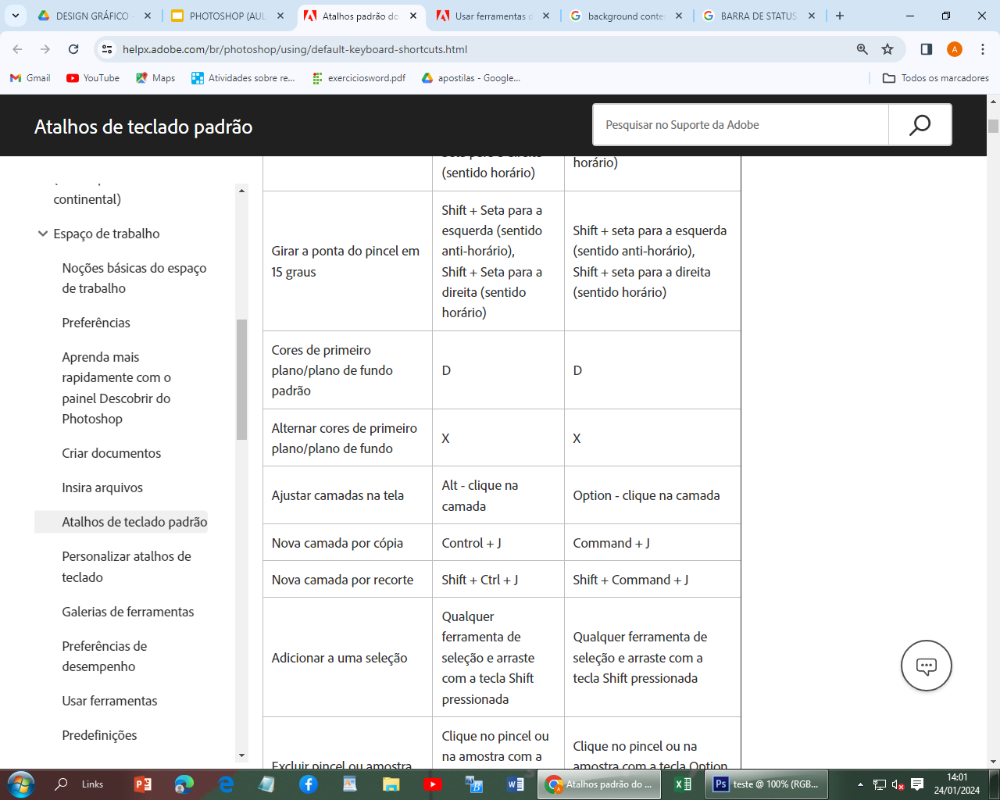 DESIGN GRÁFICO -
PHOTOSHOP (AUL
Atalhos padrão do
Usar ferramentas d
background conte
BARRA DE STATUS
helpx.adobe.com/br/photoshop/using/default-keyboard-shortcuts.html
A
Gmail
YouTube
Maps
Atividades sobre re...
exerciciosword.pdf
apostilas - Google...
Todos os marcadores
Atalhos de teclado padrão
Pesquisar no Suporte da Adobe
continental)
Espaço de trabalho
Noções básicas do espaço
de trabalho
Preferências
Aprenda mais
rapidamente com o
painel Descobrir do
Photoshop
Criar documentos
Insira arquivos
Atalhos de teclado padrão
Personalizar atalhos de
teclado
Galerias de ferramentas
Preferências de
desempenho
Usar ferramentas
Predefinições
(sentido horário)
horário)
Girar a ponta do pincel em
15 graus
Shift + Seta para a
esquerda (sentido
anti-horário),
Shift + Seta para a
direita (sentido
horário)
Shift + seta para a esquerda
(sentido anti-horário),
Shift + seta para a direita
(sentido horário)
Cores de primeiro
plano/plano de fundo
padrão
D
D
Alternar cores de primeiro
plano/plano de fundo
X
X
Ajustar camadas na tela
Alt - clique na
camada
Option - clique na camada
Nova camada por cópia
Control + J
Command + J
Nova camada por recorte
Shift + Ctrl + J
Shift + Command + J
Adicionar a uma seleção
Qualquer
ferramenta de
seleção e arraste
com a tecla Shift
pressionada
Qualquer ferramenta de
seleção e arraste com a
tecla Shift pressionada
Excluir pincel ou amostra
Clique no pincel ou
na amostra com a
Clique no pincel ou na
amostra com a tecla Option
Links
Atalhos padrão do ...
teste @ 100% (RGB...
14:01
24/01/2024